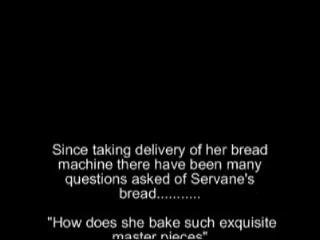 Since taking delivery of her bread
machine there have been many
questions asked of Servane's
bread...........
"How does she bake such exquisite
master pieces"